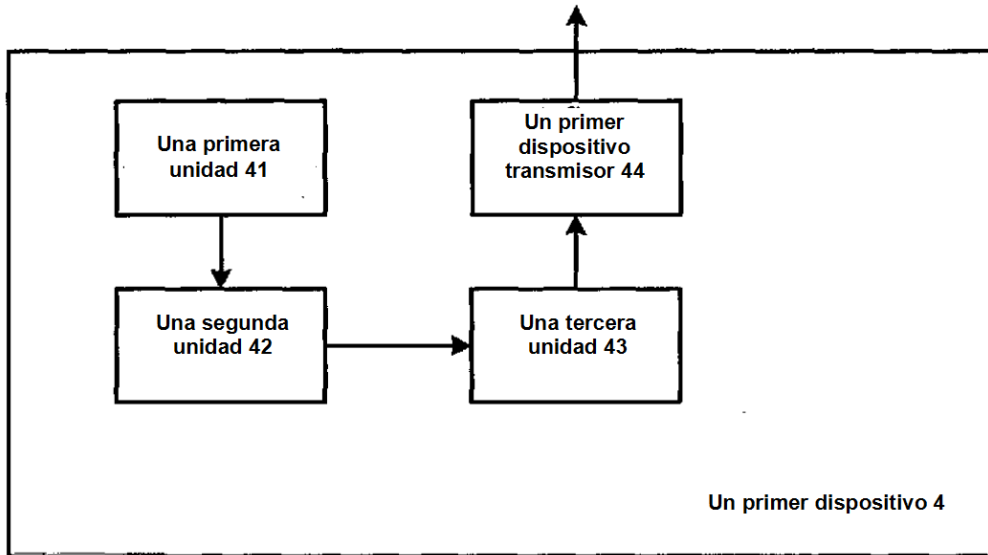 Una primera
unidad 41
Un primer
dispositivo
transmisor 44
Una segunda
unidad 42
Una tercera
unidad 43
Un primer dispositivo 4